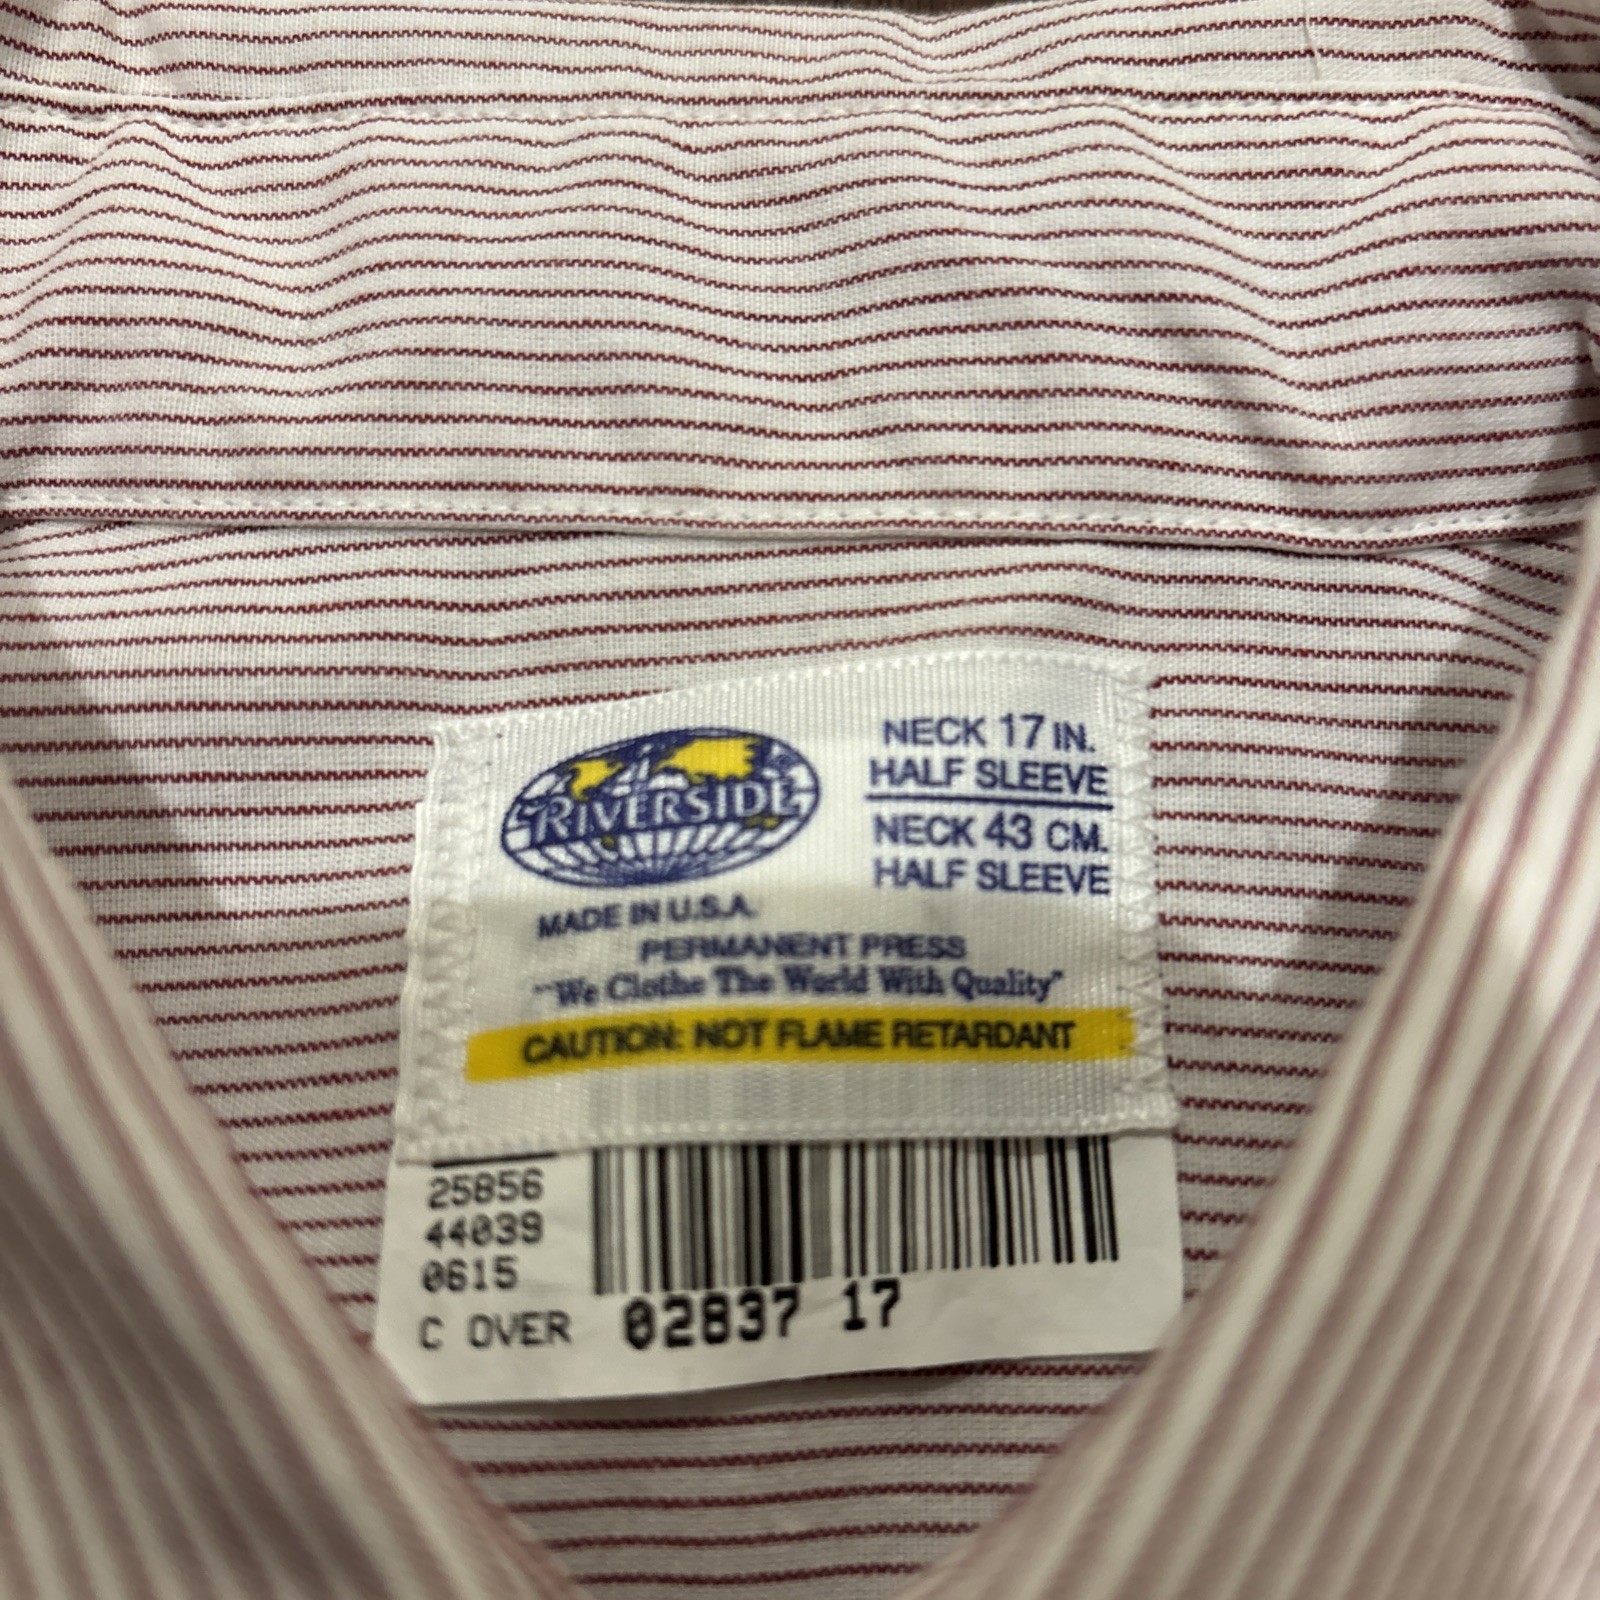 RIVERSIDE
NECK 17 IN.
HALF SLEEVE
NECK 43 CM.
HALF SLEEVE
MADE IN U.S.A.
PERMANENT PRESS
"We Clothe The World With Quality"
CAUTION: NOT FLAME RETARDANT
25856
44039
0615
C OVER
02837 17